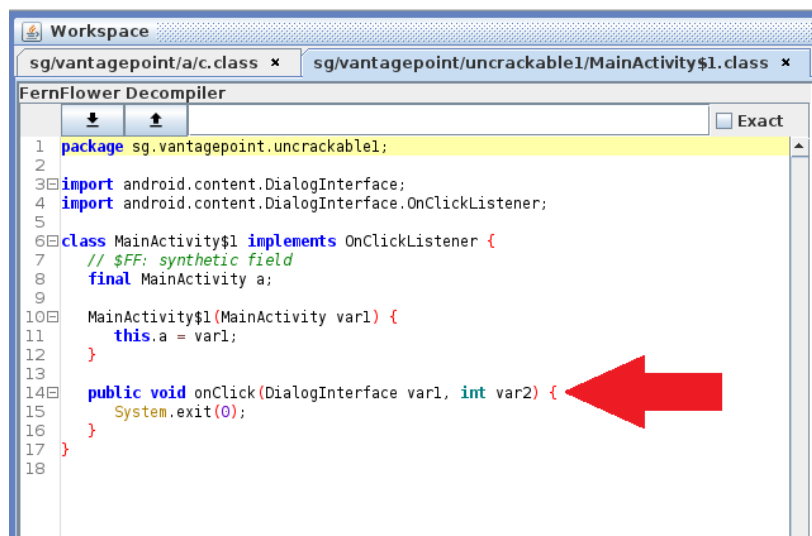 Workspace
sg/vantagepoint/a/c.class × sg/vantagepoint/uncrackable1/MainActivity$1.class ×
FernFlower Decompiler
Exact
1 package sg.vantagepoint.uncrackable1;
2
3 import android.content.DialogInterface;
4 import android.content.DialogInterface.OnClickListener;
5
6 class MainActivity$1 implements OnClickListener {
7 // $FF: synthetic field
8 final MainActivity a;
9
10 MainActivity$1(MainActivity var1) {
11 this.a = var1;
12 }
13
14 public void onClick(DialogInterface var1, int var2) {
15 System.exit(0);
16 }
17 }
18